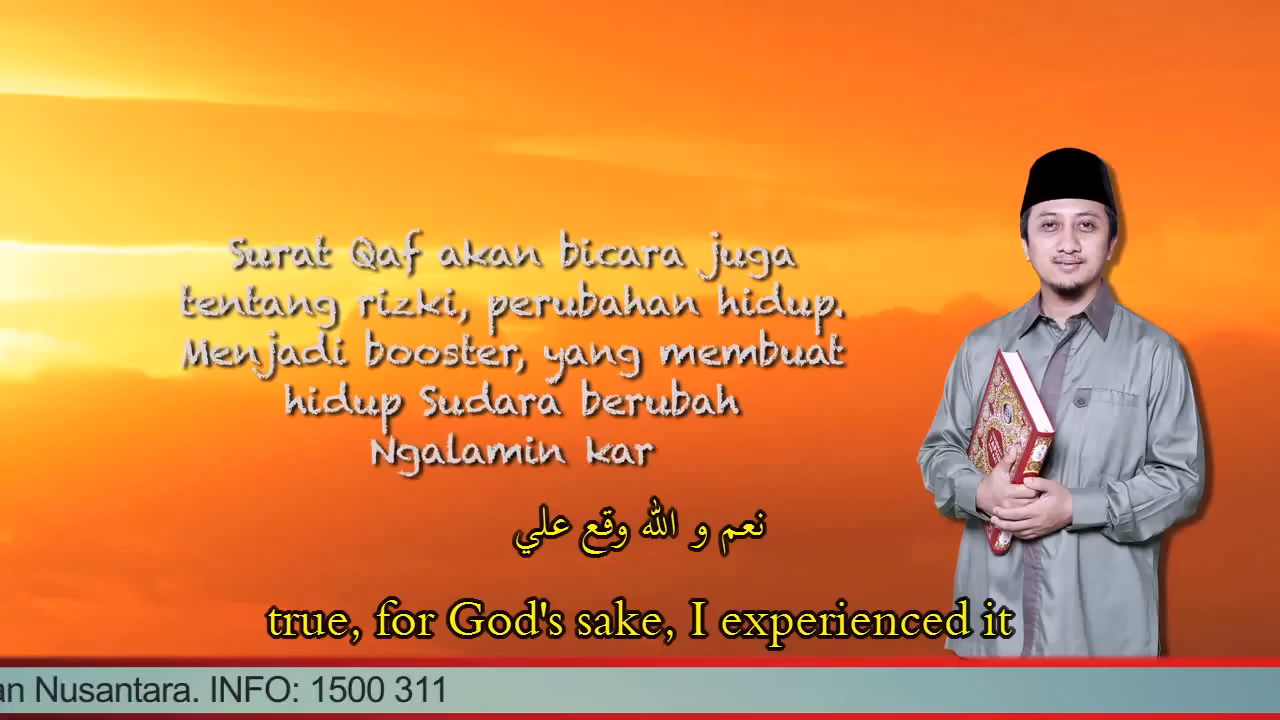 Surat Qaf akan bicara juga
tentang rizki, perubahan hidup.
Menjadi booster, yang membuat
hidup Sudara berubah
Ngalamin kar
نعم و الله وقع علي
true, for God's sake, I experienced it
an Nusantara. INFO: 1500 311